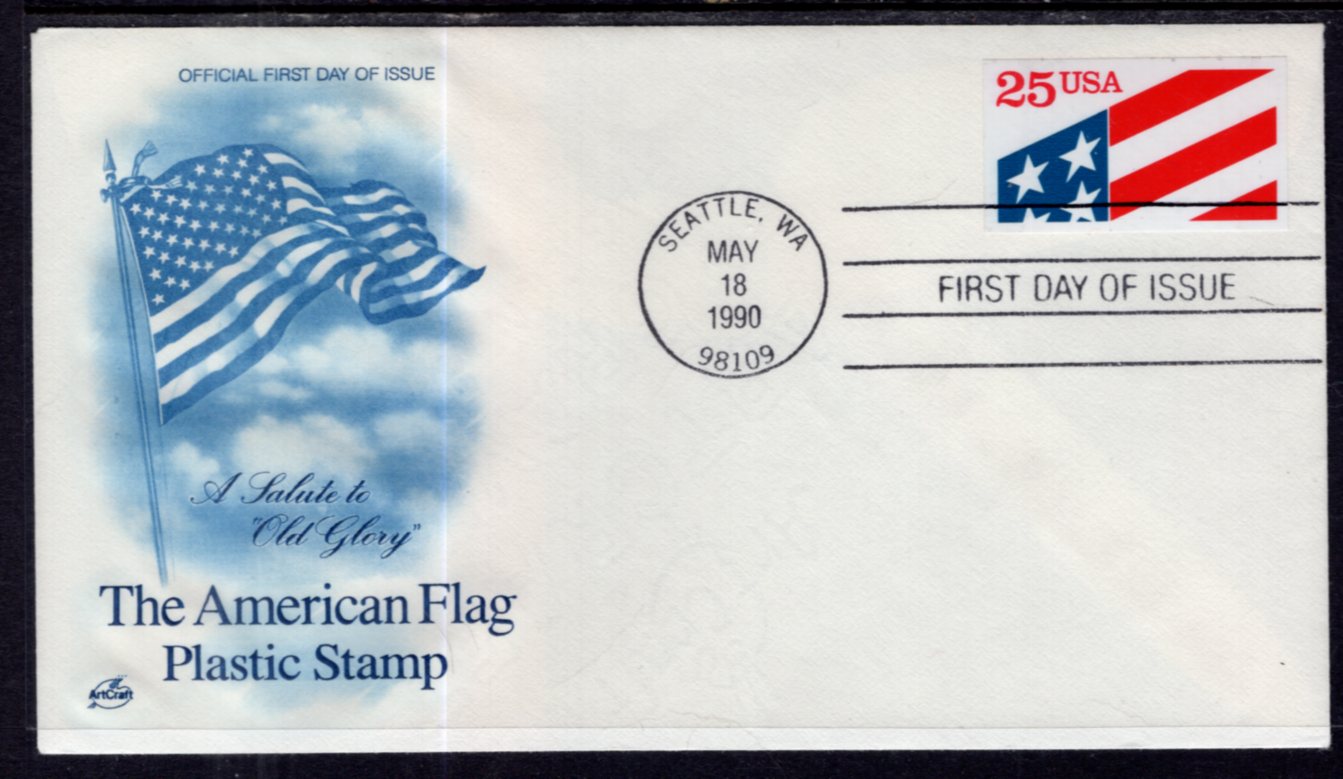 OFFICIAL FIRST DAY OF ISSUE
25 USA
SEATTLE, WA
MAY
18
1990
98109
FIRST DAY OF ISSUE
A Salute to
"Old Glory"
The American Flag
Plastic Stamp
ArtCraft